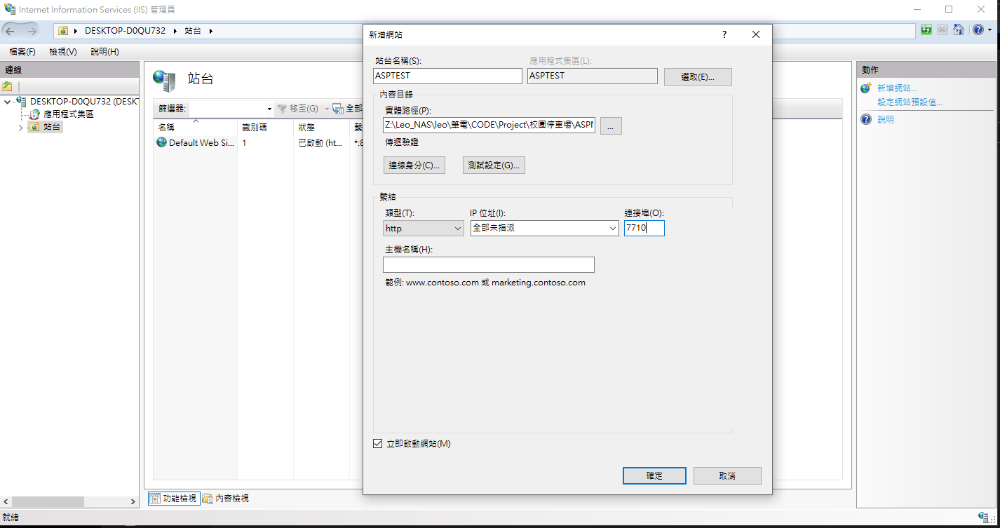 Internet Information Services (IIS) 管理員
DESKTOP-D0QU732 站台
檔案(F) 檢視(V) 說明(H)
連線
DESKTOP-D0QU732 (DESK
應用程式集區
站台
站台
篩選器: 移至(G) 全部
名稱 識別碼 狀態 繫
Default Web Si... 1 已啟動 (ht... *:8
功能檢視 內容檢視
新增網站 ?
站台名稱(S): 應用程式集區(L):
ASPTEST ASPTEST 選取(E)...
內容目錄
實體路徑(P):
Z:\Leo_NAS\leo\筆電\CODE\Project\校園停車場\ASPN ...
傳遞驗證
連線身分(C)... 測試設定(G)...
繫結
類型(T): IP 位址(I): 連接埠(O):
http 全部未指派 7710
主機名稱(H):
範例: www.contoso.com 或 marketing.contoso.com
立即啟動網站(M)
確定 取消
動作
新增網站...
設定網站預設值...
說明
就緒